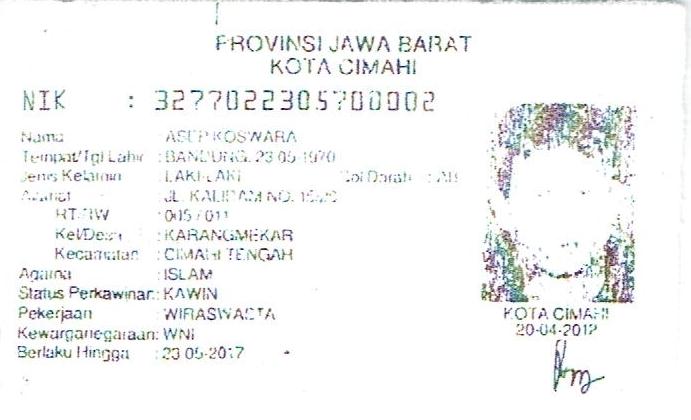 PROVINSI JAWA BARAT
KOTA CIMAHI
NIK : 3277022305700002
Nama : ASEP KOSWARA
Tempat/Tgl Lahir : BANDUNG, 23-05-1970
Jenis Kelamin : LAKI-LAKI Gol Darah : AB
Alamat : JL. NO.
RT/RW : 005 / 011
Kel/Desa : KARANGMEKAR
Kecamatan : CIMAHI TENGAH
Agama : ISLAM
Status Perkawinan : KAWIN
Pekerjaan : WIRASWASTA
Kewarganegaraan: WNI
Berlaku Hingga : 23-05-2017
KOTA CIMAHI
20-04-2012